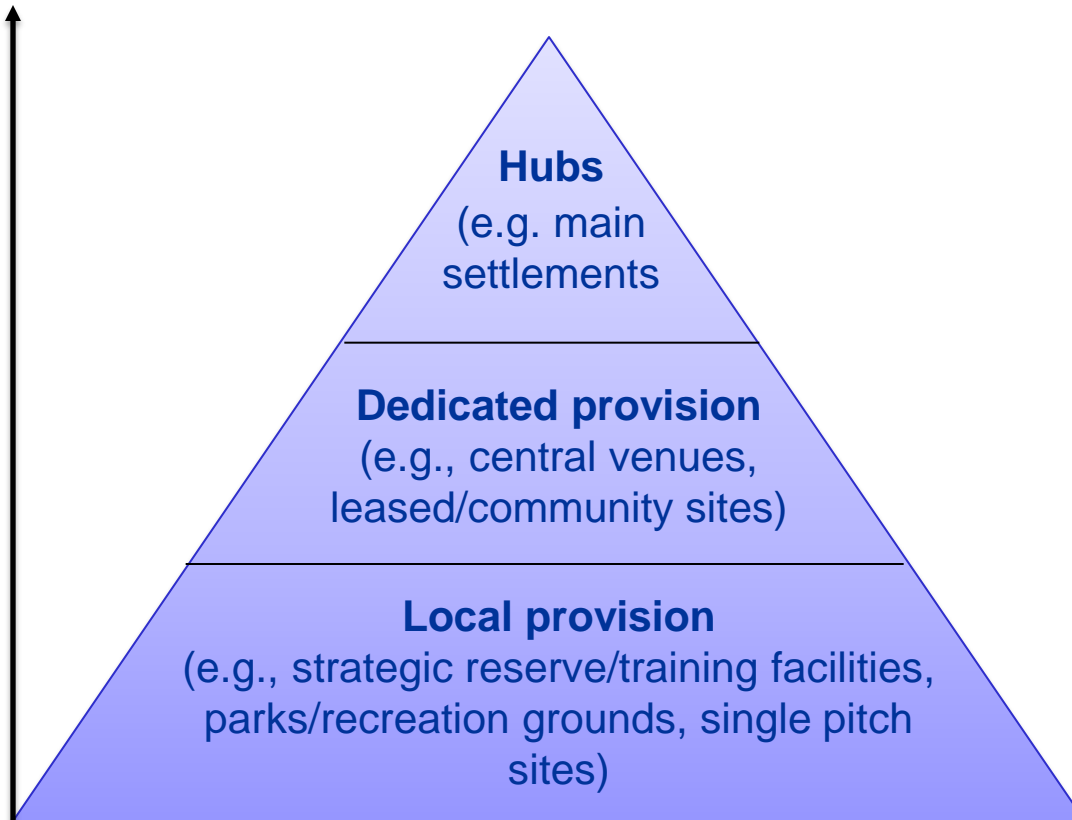 Hubs
(e.g. main
settlements
Dedicated provision
(e.g., central venues,
leased/community sites)
Local provision
(e.g., strategic reserve/training facilities,
parks/recreation grounds, single pitch
sites)